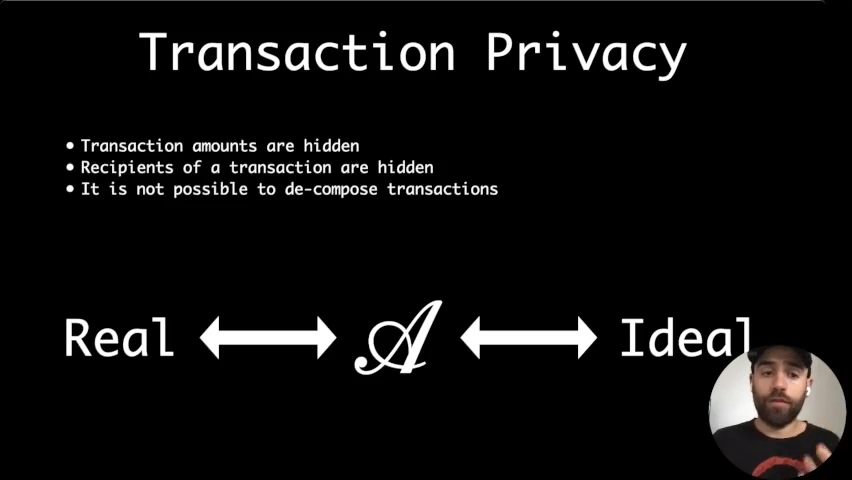 Transaction Privacy
• Transaction amounts are hidden
• Recipients of a transaction are hidden
• It is not possible to de-compose transactions
Real 𝒜 Ideal